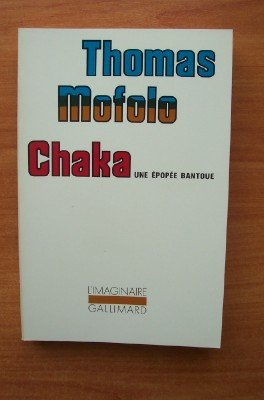 Thomas
Mofolo
Chaka UNE ÉPOPÉE BANTOUE
L'IMAGINAIRE
GALLIMARD